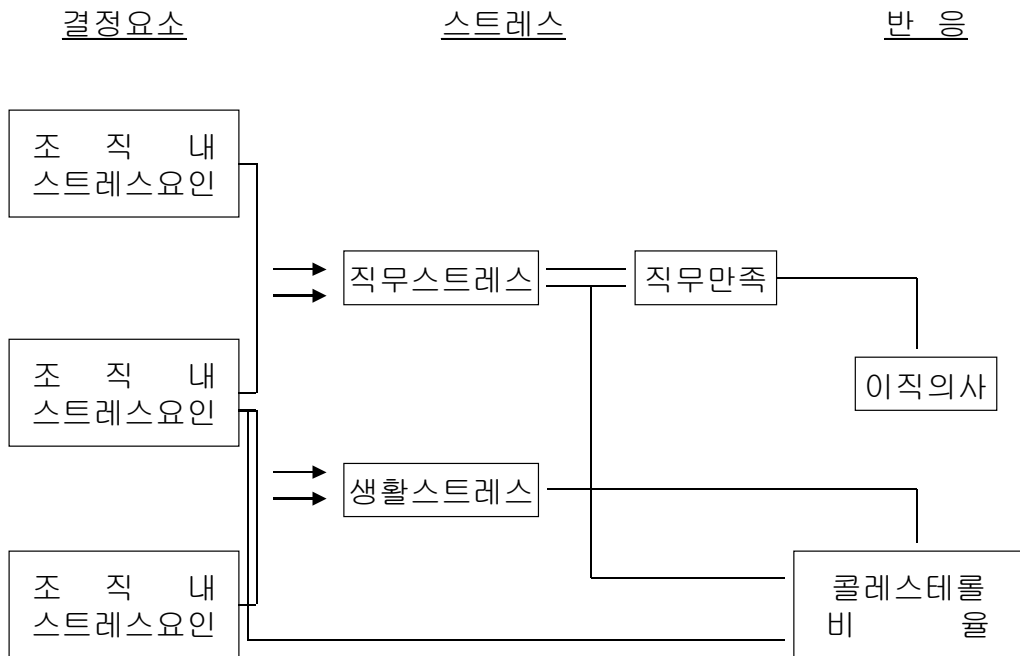 결정요소 스트레스 반 응
조 직 내
스트레스요인
직무스트레스 직무만족
조 직 내
스트레스요인
이직의사
생활스트레스
조 직 내
스트레스요인
콜레스테롤
비 율